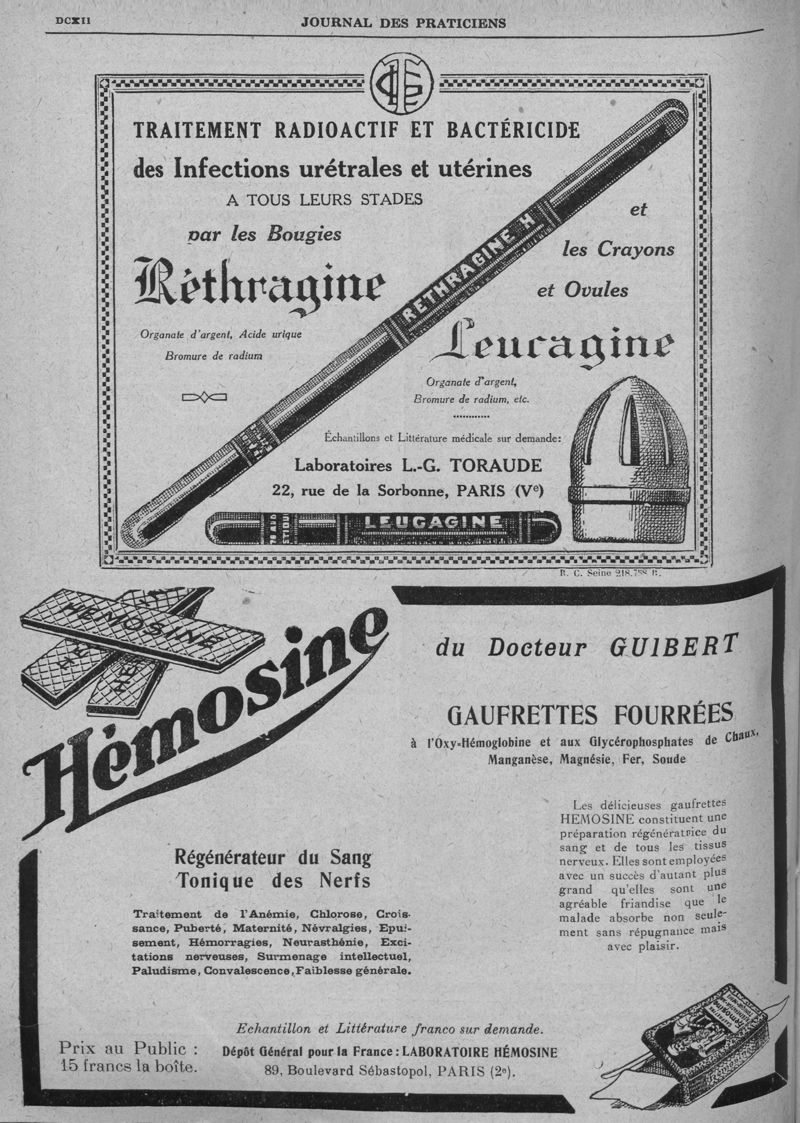 DCXII
JOURNAL DES PRATICIENS
TRAITEMENT RADIOACTIF ET BACTÉRICIDE
des Infections urétrales et utérines
A TOUS LEURS STADES
par les Bougies
Réthragine
Organate d'argent, Acide urique
Bromure de radium
RETHRAGINE H
et
les Crayons
et Ovules
Leucagine
Organate d'argent,
Bromure de radium, etc.
Échantillons et Littérature médicale sur demande:
Laboratoires L.-G. TORAUDE
22, rue de la Sorbonne, PARIS (Vᵉ)
LEUCAGINE
R. C. Seine
HEMOSINE
Hémosine
du Docteur GUIBERT
GAUFRETTES FOURRÉES
à l'Oxy=Hémoglobine et aux Glycérophosphates de Chaux,
Manganèse, Magnésie, Fer, Soude
Les délicieuses gaufrettes
HEMOSINE constituent une
préparation régénératrice du
sang et de tous les tissus
nerveux. Elles sont employées
avec un succès d'autant plus
grand qu'elles sont une
agréable friandise que le
malade absorbe non seule-
ment sans répugnance mais
avec plaisir.
Régénérateur du Sang
Tonique des Nerfs
Traitement de l'Anémie, Chlorose, Crois-
sance, Puberté, Maternité, Névralgies, Epui-
sement, Hémorragies, Neurasthénie, Exci-
tations nerveuses, Surmenage intellectuel,
Paludisme, Convalescence, Faiblesse générale.
Echantillon et Littérature franco sur demande.
Prix au Public :
15 francs la boîte.
Dépôt Général pour la France : LABORATOIRE HÉMOSINE
89, Boulevard Sébastopol, PARIS (2ᵉ).